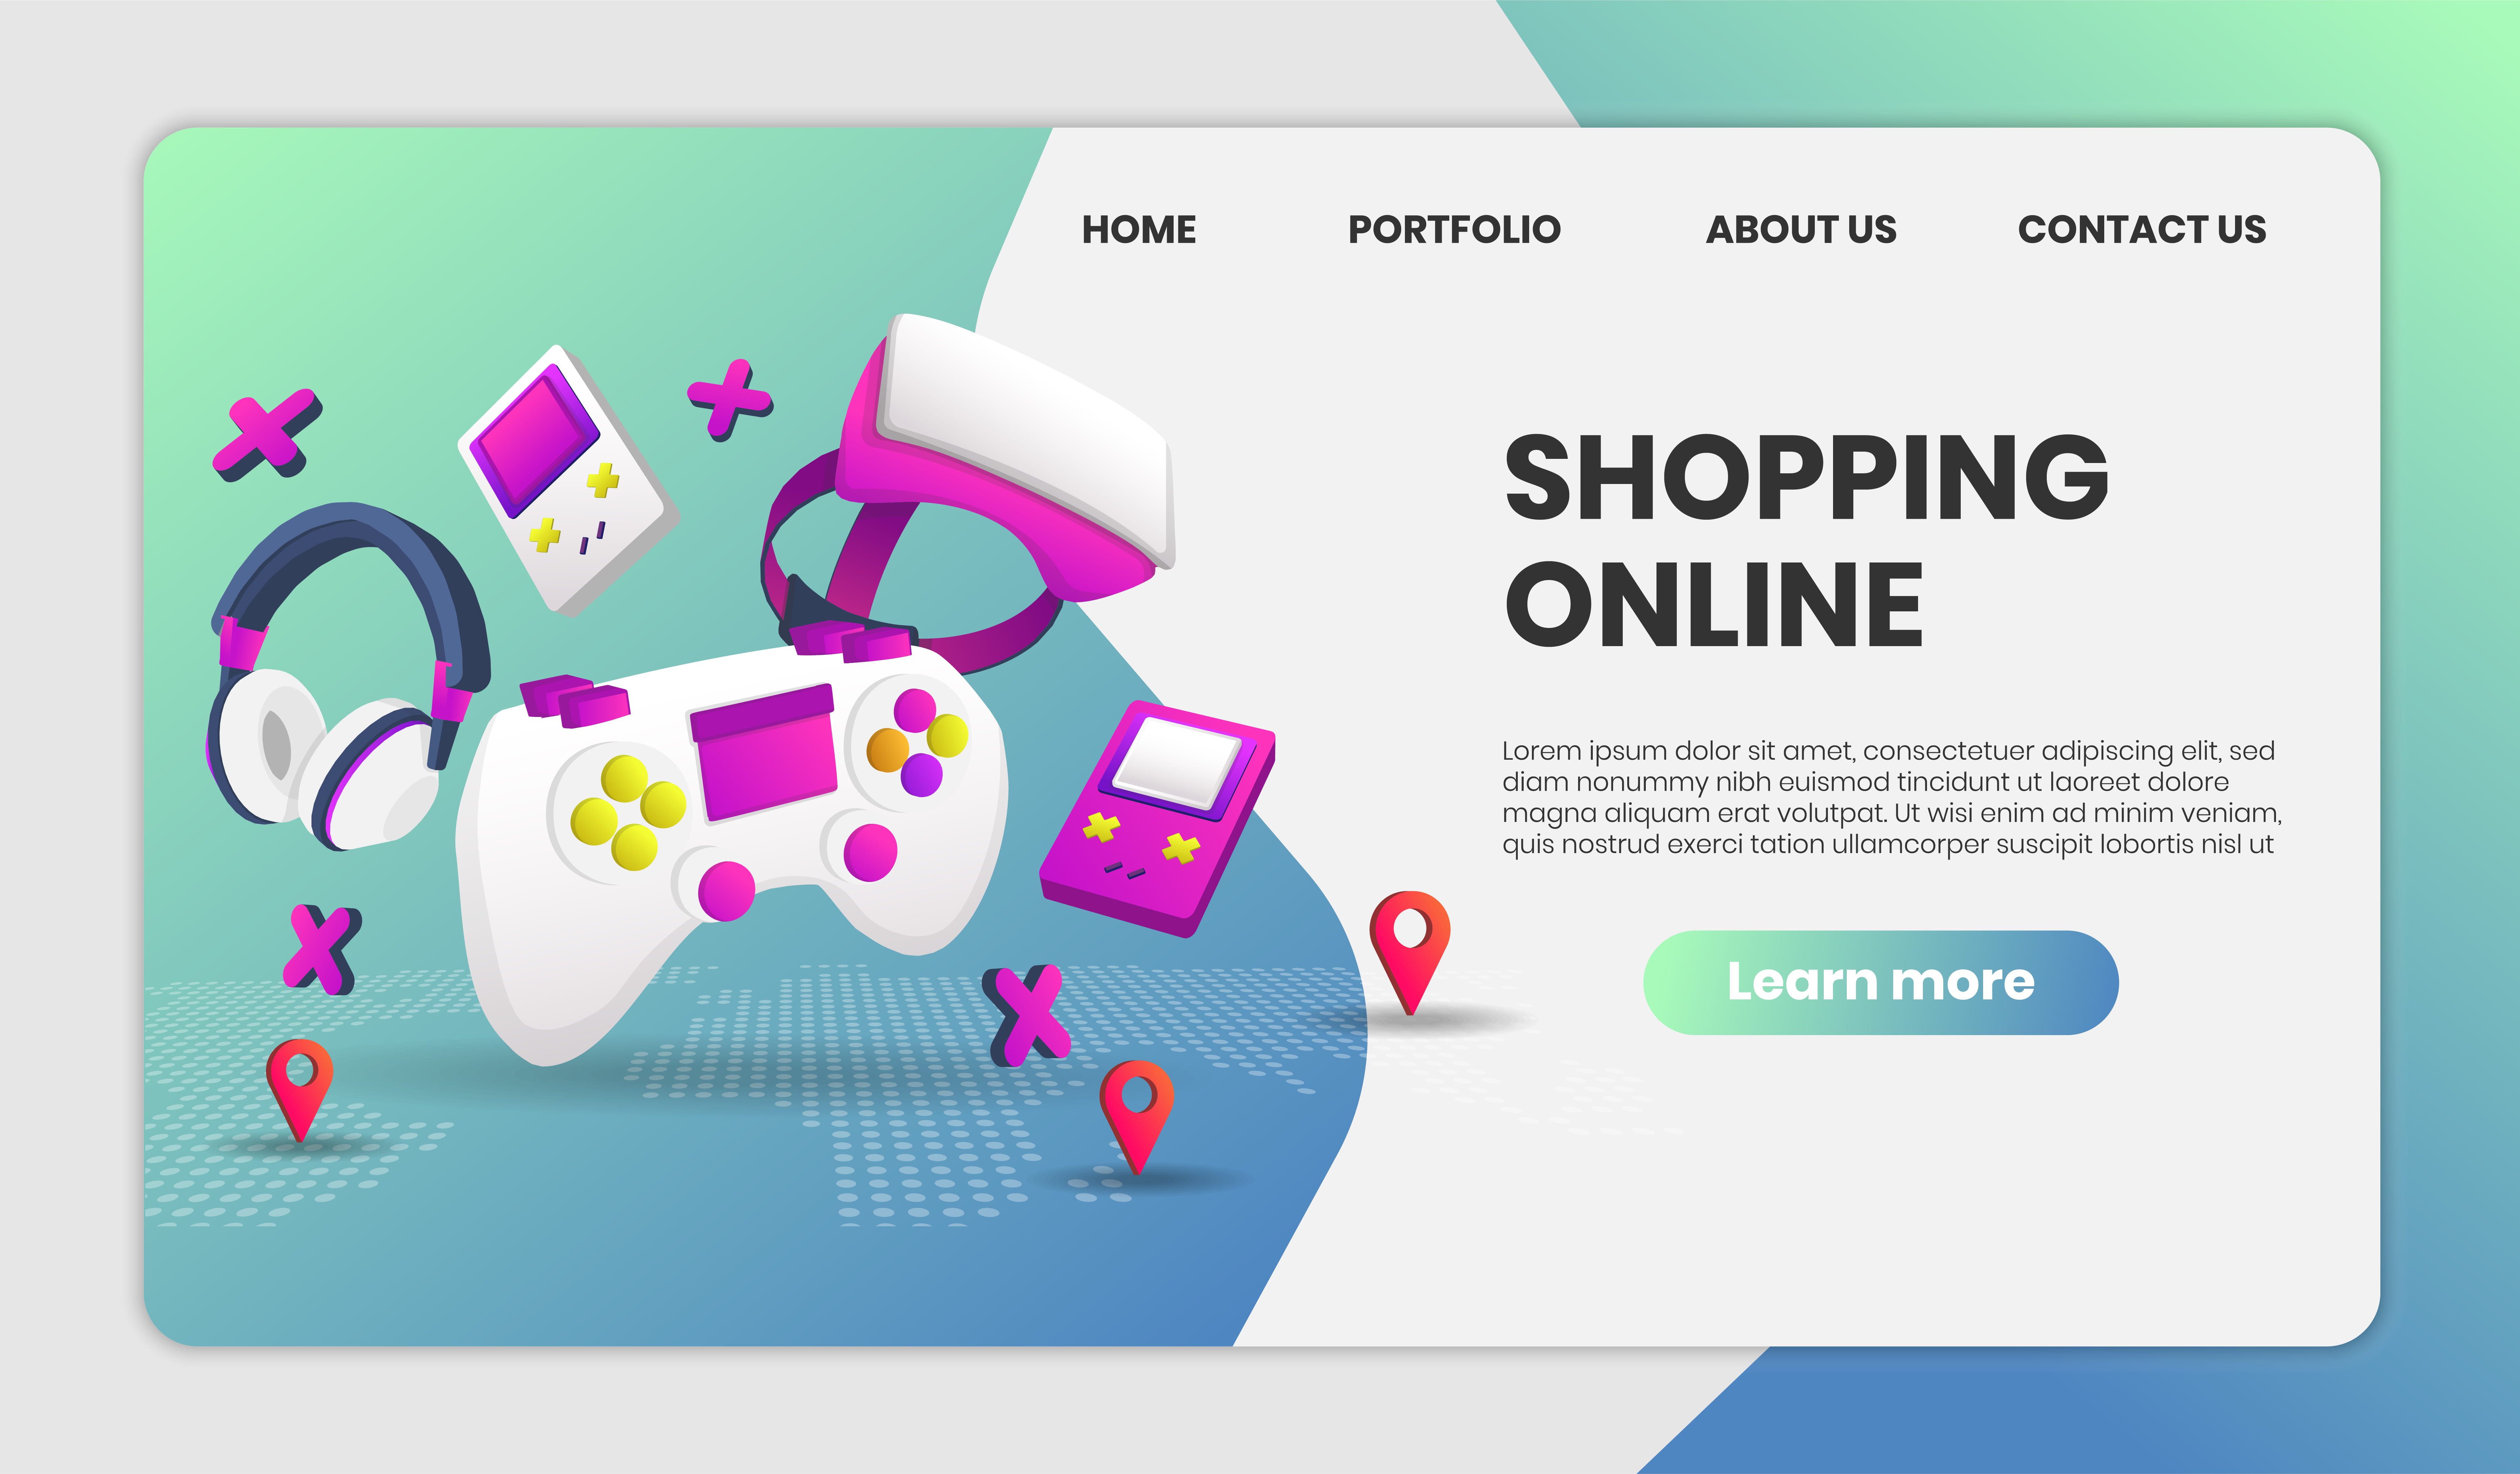 HOME PORTFOLIO ABOUT US CONTACT US
SHOPPING
ONLINE
Lorem ipsum dolor sit amet, consectetuer adipiscing elit, sed
diam nonummy nibh euismod tincidunt ut laoreet dolore
magna aliquam erat volutpat. Ut wisi enim ad minim veniam,
quis nostrud exerci tation ullamcorper suscipit lobortis nisl ut
Learn more